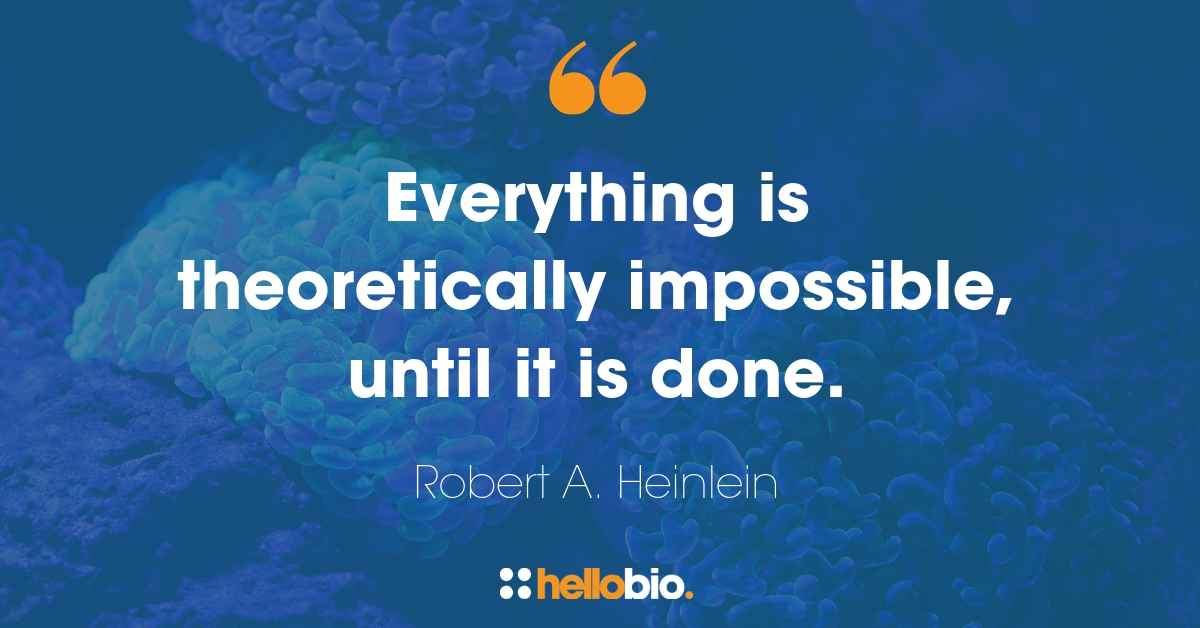 “
Everything is
theoretically impossible,
until it is done.
Robert A. Heinlein
hellobio.